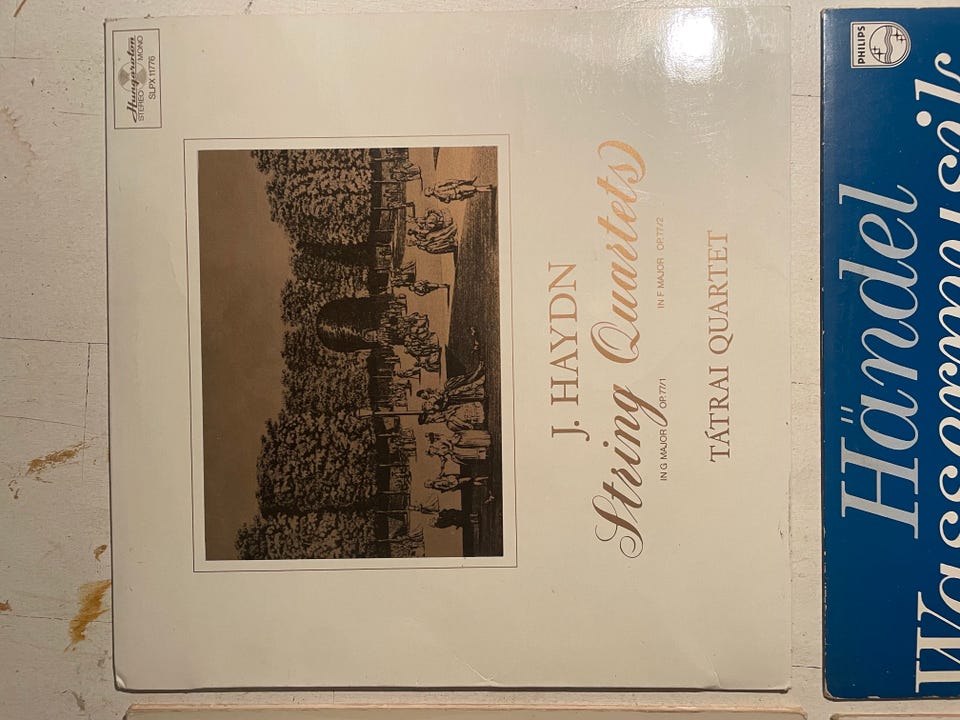 Hungaroton
STEREO MONO
SLPX 11776
J. HAYDN
String Quartets
IN G MAJOR OP.77/1 IN F MAJOR OP.77/2
TÁTRAI QUARTET
PHILIPS
Händel
Wassermusik